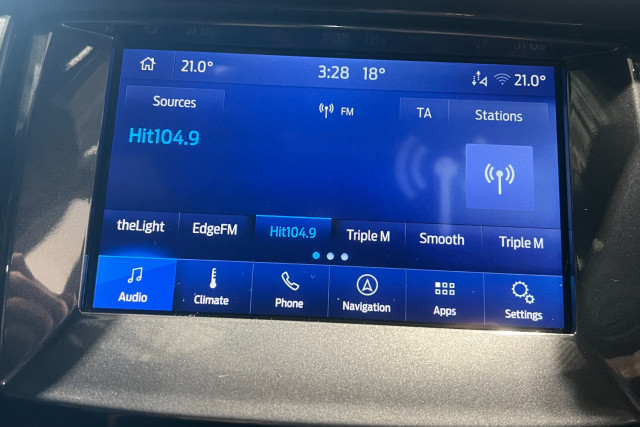 21.0° 3:28 18° 21.0°
Sources FM TA Stations
Hit104.9
theLight EdgeFM Hit104.9 Triple M Smooth Triple M
Audio Climate Phone Navigation Apps Settings